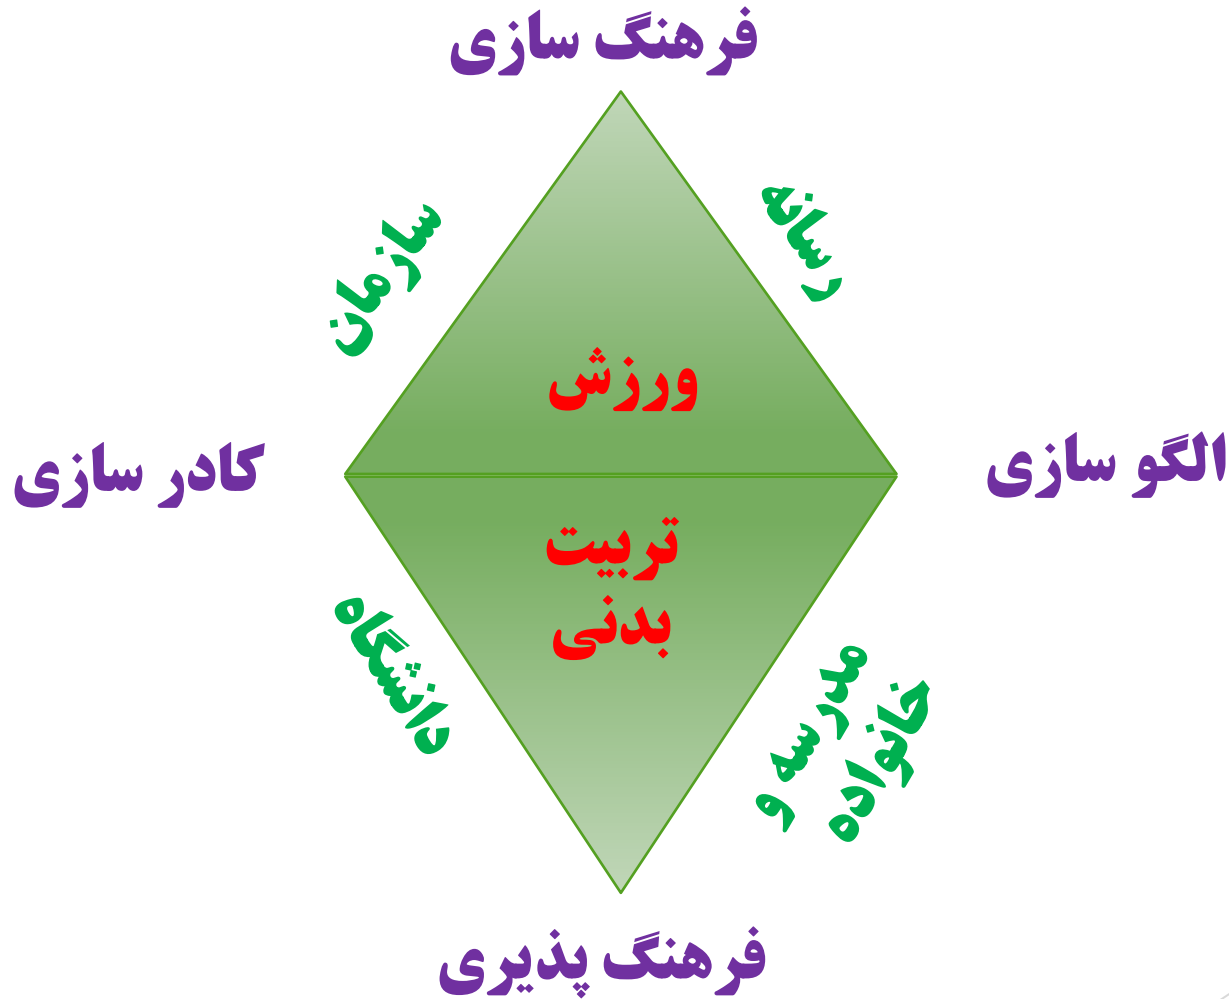 فرهنگ سازی
رسانه
سازمان
ورزش
الگو سازی
کادر سازی
تربیت
بدنی
مدرسه و
خانواده
دانشگاه
فرهنگ پذیری